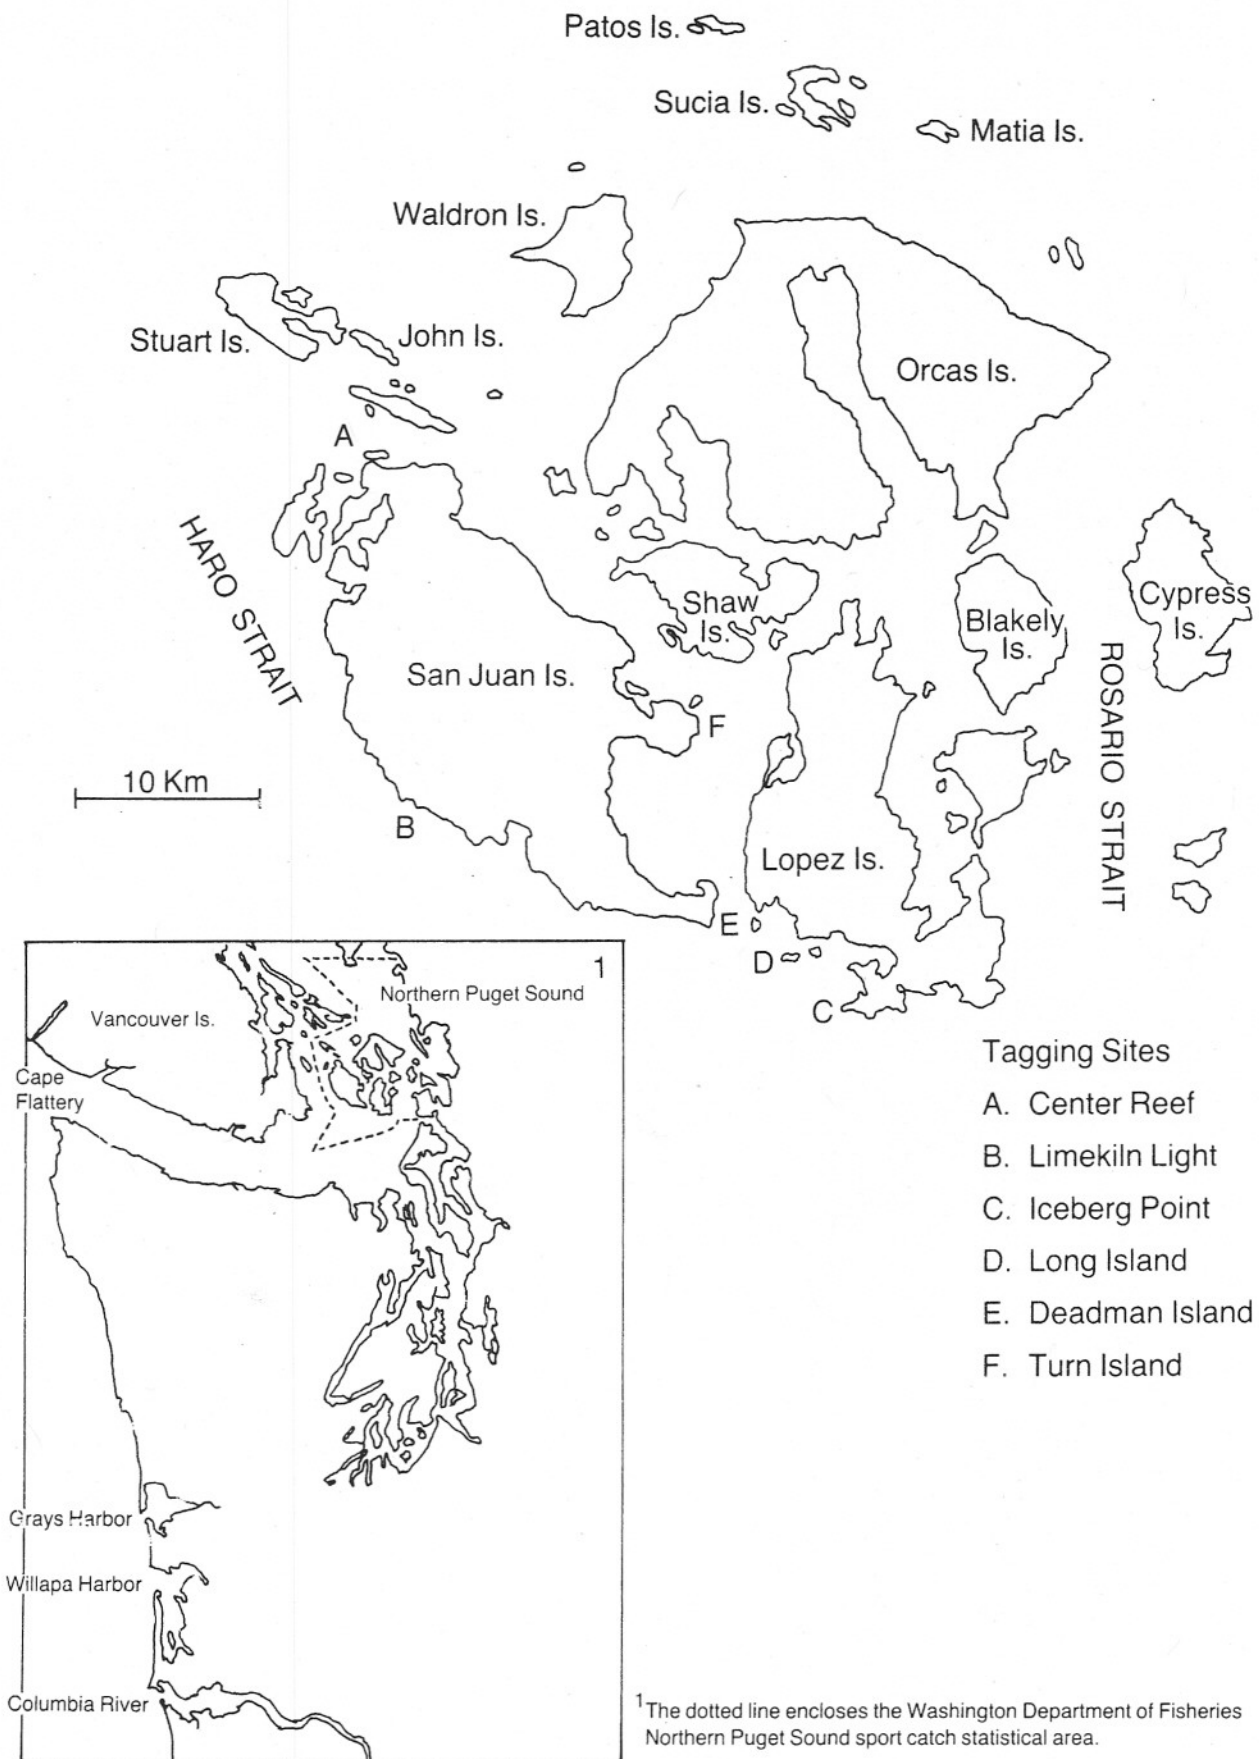 Patos Is.
Sucia Is.
Matia Is.
Waldron Is.
Stuart Is.
John Is.
Orcas Is.
A
HARO STRAIT
Shaw
Is.
Blakely
Is.
Cypress
Is.
San Juan Is.
F
ROSARIO STRAIT
10 Km
B
Lopez Is.
E
D
C
1
Northern Puget Sound
Vancouver Is.
Cape
Flattery
Grays Harbor
Willapa Harbor
Columbia River
Tagging Sites
A. Center Reef
B. Limekiln Light
C. Iceberg Point
D. Long Island
E. Deadman Island
F. Turn Island
1 The dotted line encloses the Washington Department of Fisheries
Northern Puget Sound sport catch statistical area.